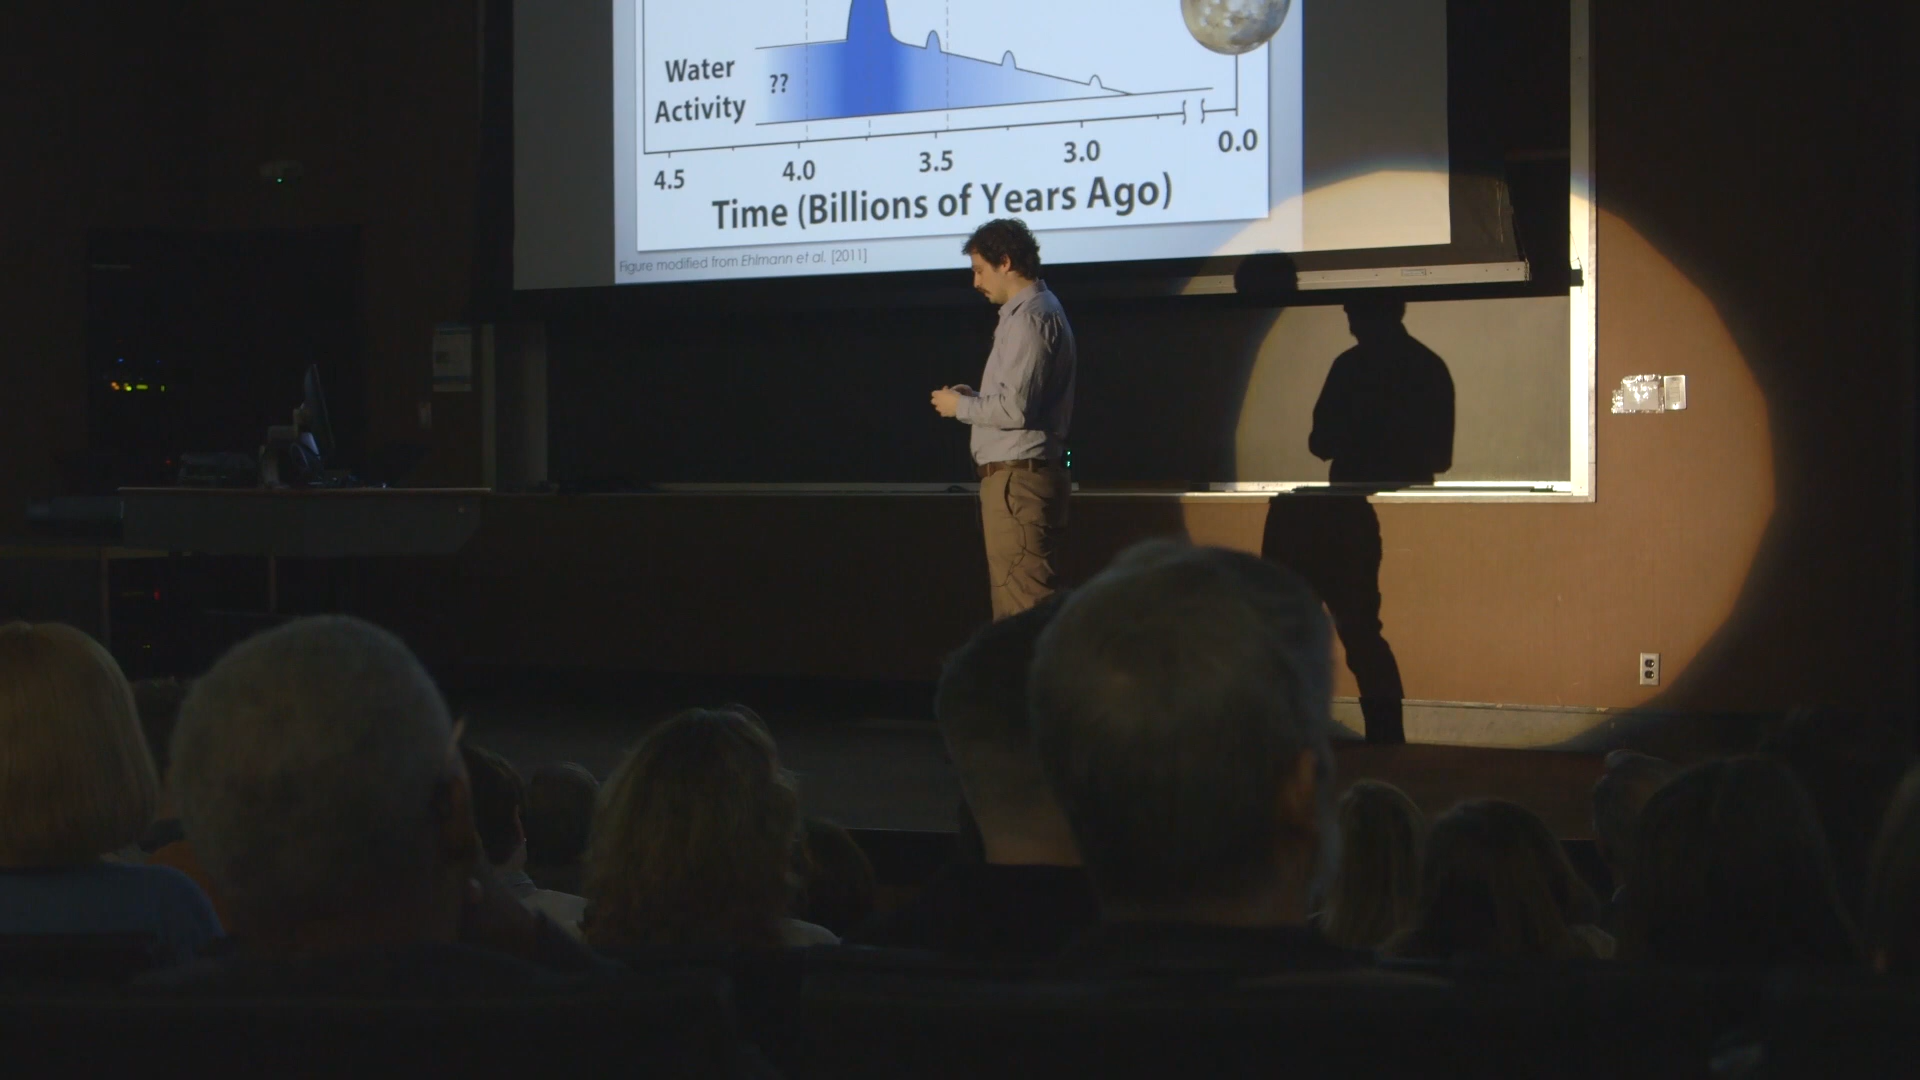 Water
Activity
??
4.5
4.0
3.5
3.0
0.0
Time (Billions of Years Ago)
Figure modified from Ehlmann et al. [2011]